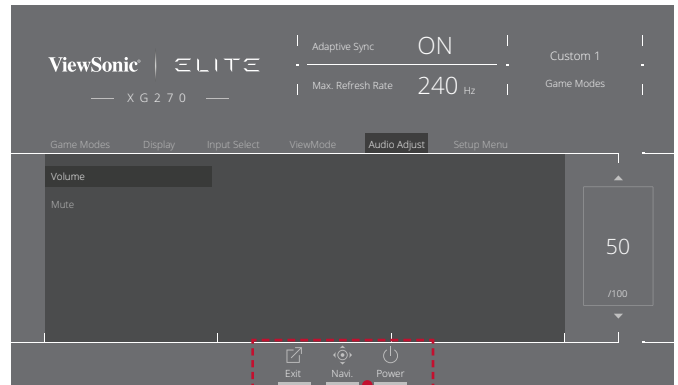 Adaptive Sync ON
Custom 1
ViewSonic® ELITE
Max. Refresh Rate 240 Hz
Game Modes
XG270
Game Modes Display Input Select ViewMode Audio Adjust Setup Menu
Volume
Mute
50
/100
Exit Navi. Power